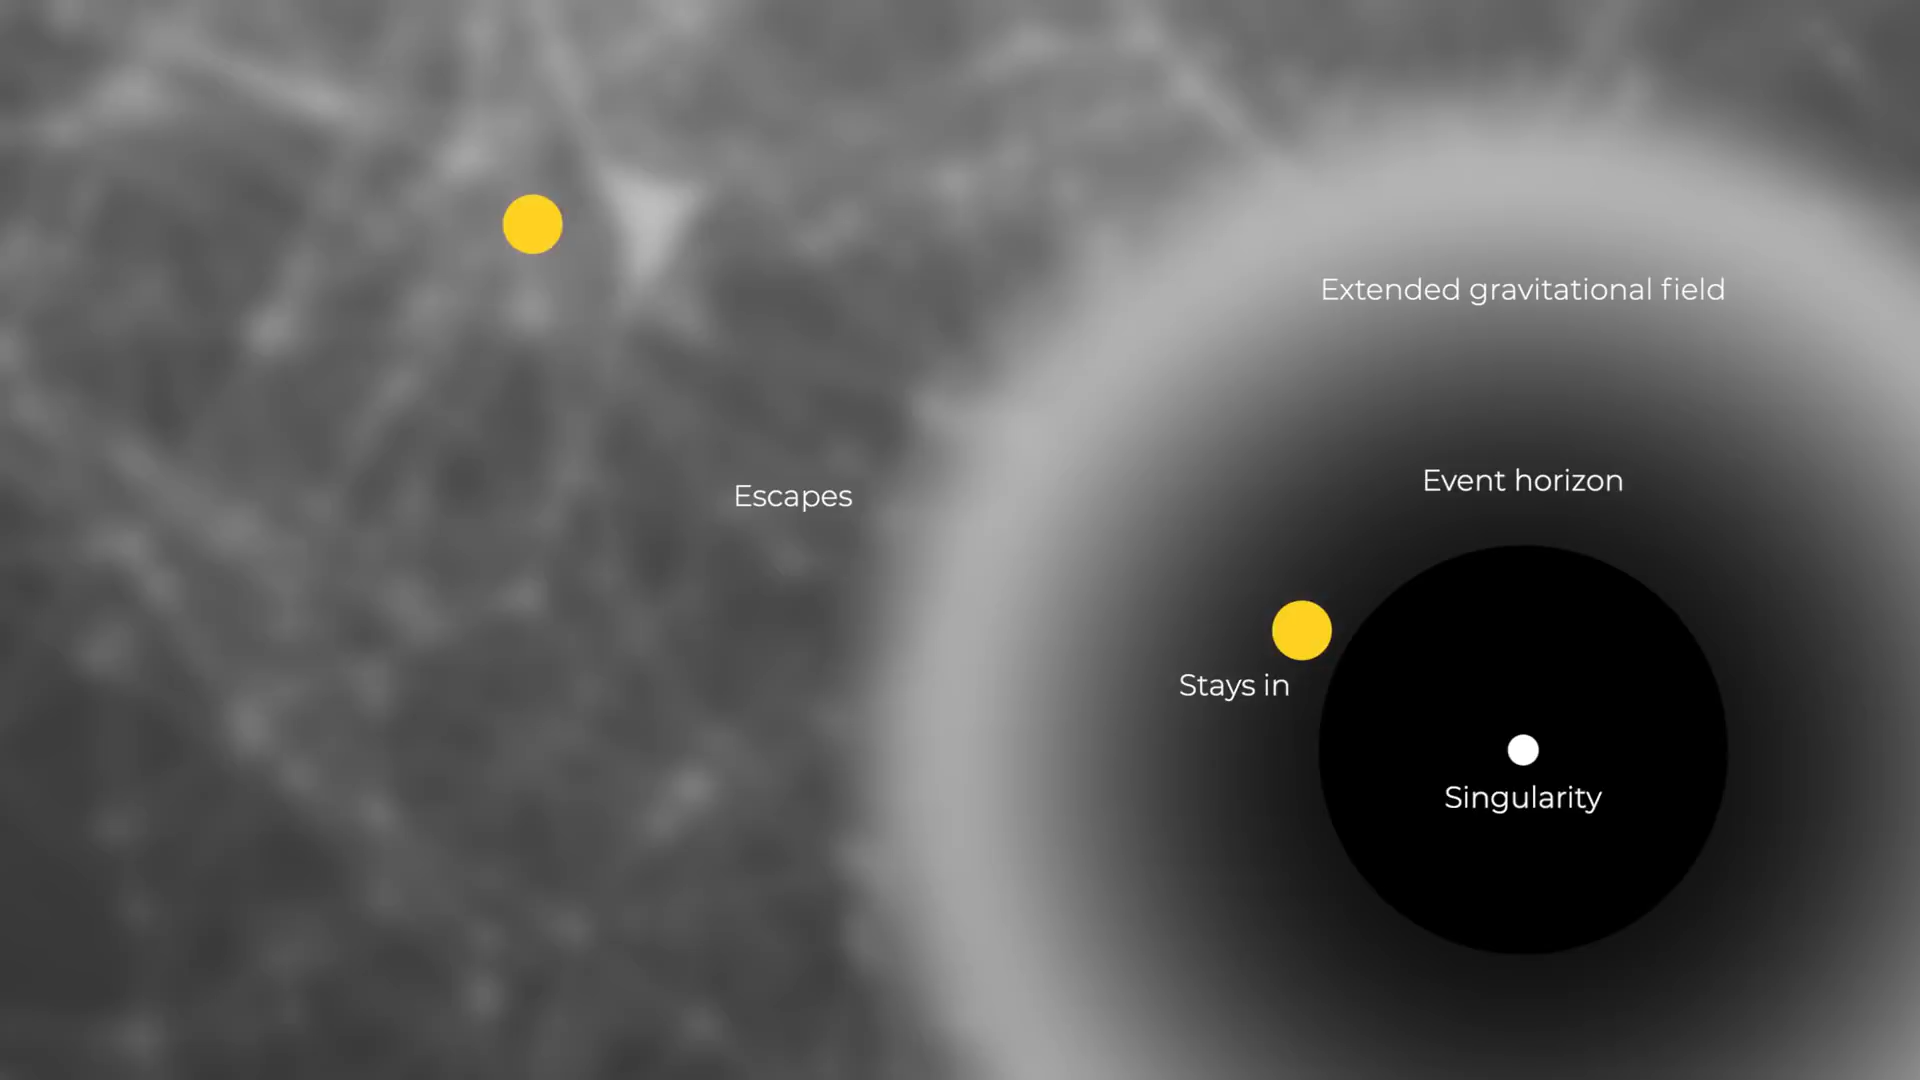 Extended gravitational field
Event horizon
Escapes
Stays in
Singularity